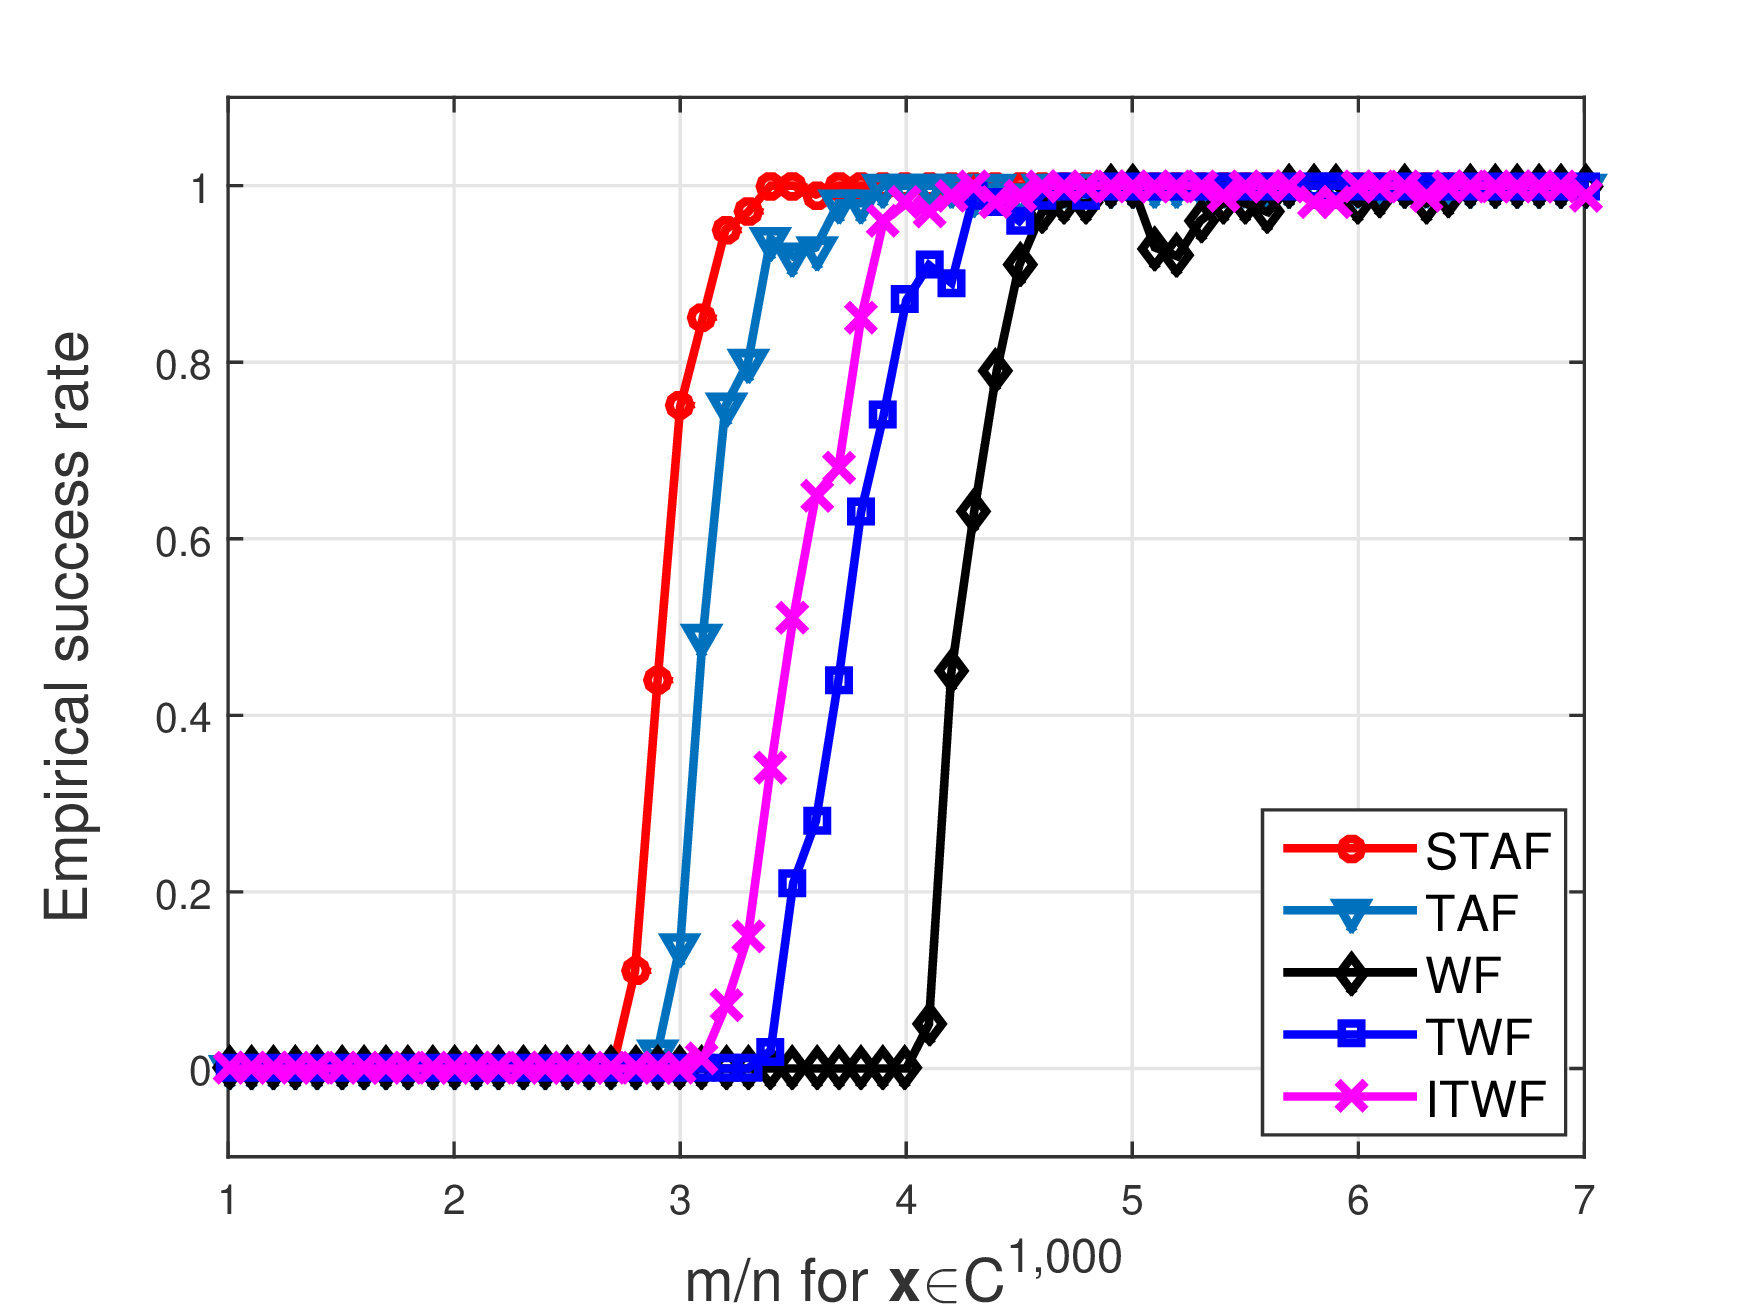 Empirical success rate
1
0.8
0.6
0.4
0.2
0
1 2 3 4 5 6 7
m/n for x∈C^1,000
STAF
TAF
WF
TWF
ITWF